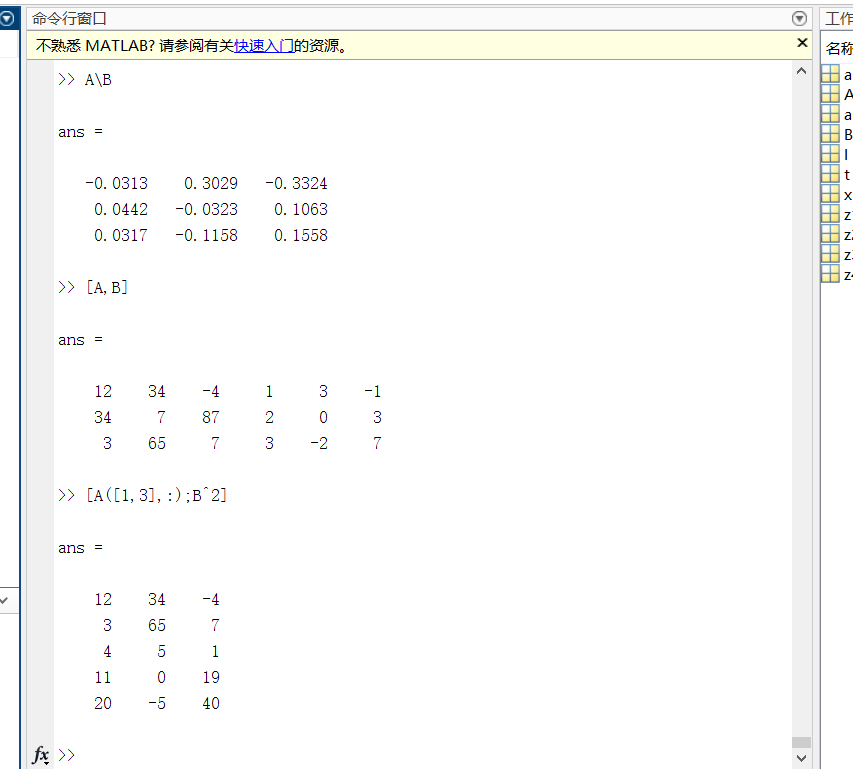 命令行窗口
不熟悉 MATLAB? 请参阅有关快速入门的资源。
>> A\B
ans =
-0.0313 0.3029 -0.3324
0.0442 -0.0323 0.1063
0.0317 -0.1158 0.1558
>> [A,B]
ans =
12 34 -4 1 3 -1
34 7 87 2 0 3
3 65 7 3 -2 7
>> [A([1,3],:);B^2]
ans =
12 34 -4
3 65 7
4 5 1
11 0 19
20 -5 40
fx >>
工作
名称
a
A
a
B
t
x